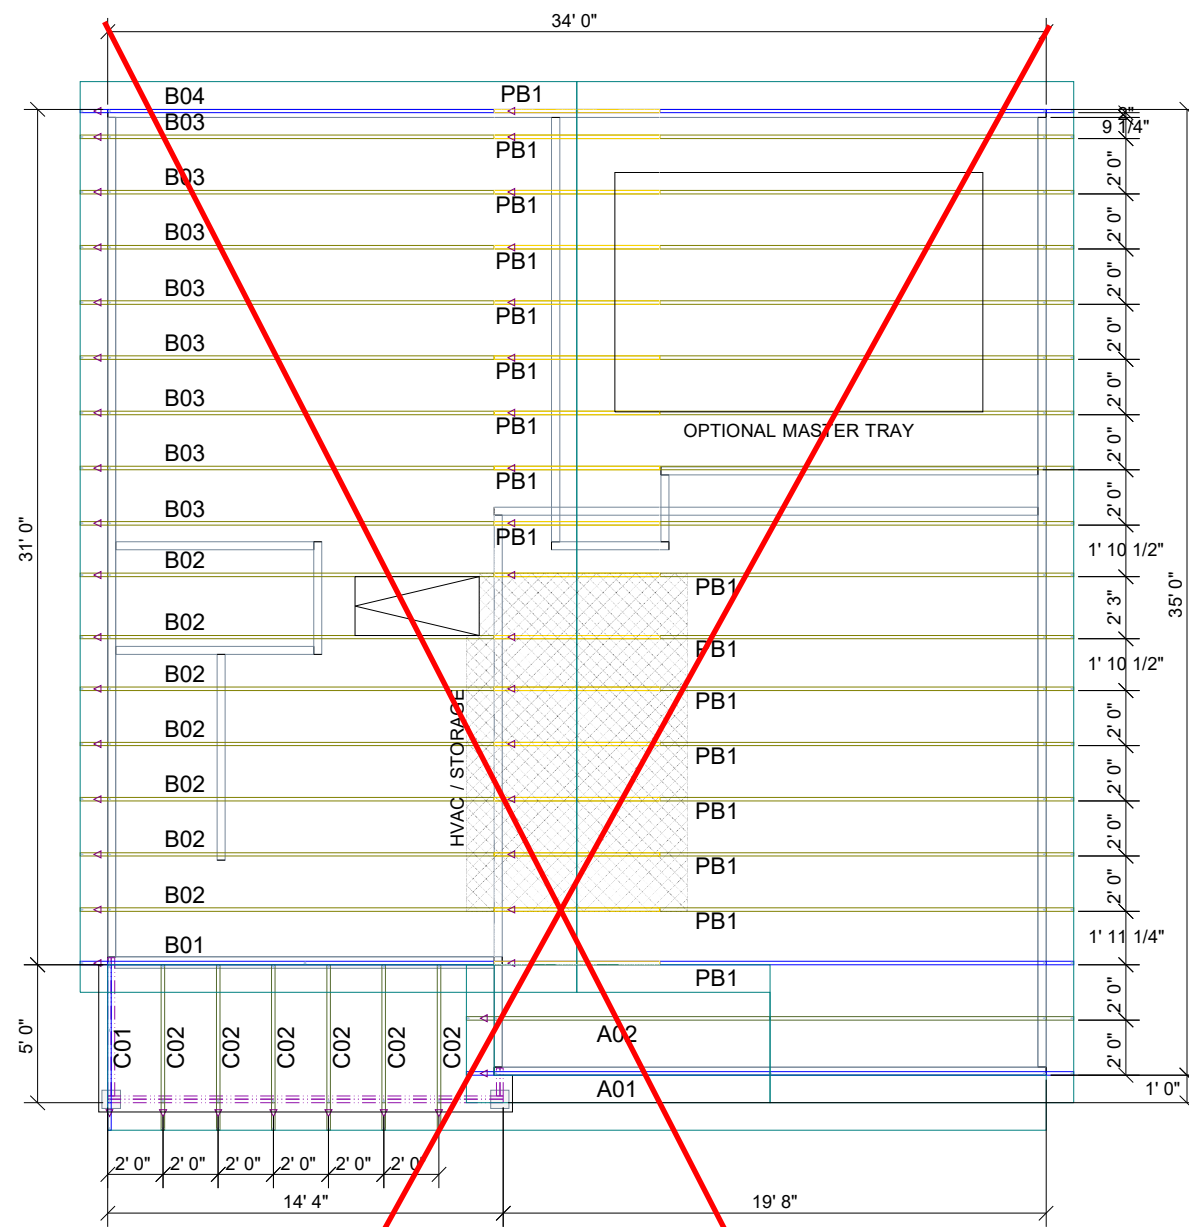 34' 0"
B04 PB1
2"
B03 9 1/4"
PB1
2' 0"
B03
PB1
2' 0"
B03
PB1
2' 0"
B03
PB1
2' 0"
B03
PB1
2' 0"
B03
PB1
OPTIONAL MASTER TRAY
2' 0"
B03
PB1
2' 0"
B03
PB1
31' 0"
1' 10 1/2"
B02
PB1
35' 0"
2' 3"
B02
PB1
1' 10 1/2"
B02
PB1
HVAC / STORAGE
2' 0"
B02
PB1
2' 0"
B02
PB1
2' 0"
B02
PB1
2' 0"
B02
PB1
1' 11 1/4"
B01
PB1
2' 0"
5' 0"
C01 C02 C02 C02 C02 C02 C02
A02
2' 0"
A01
1' 0"
2' 0" 2' 0" 2' 0" 2' 0" 2' 0" 2' 0"
14' 4" 19' 8"